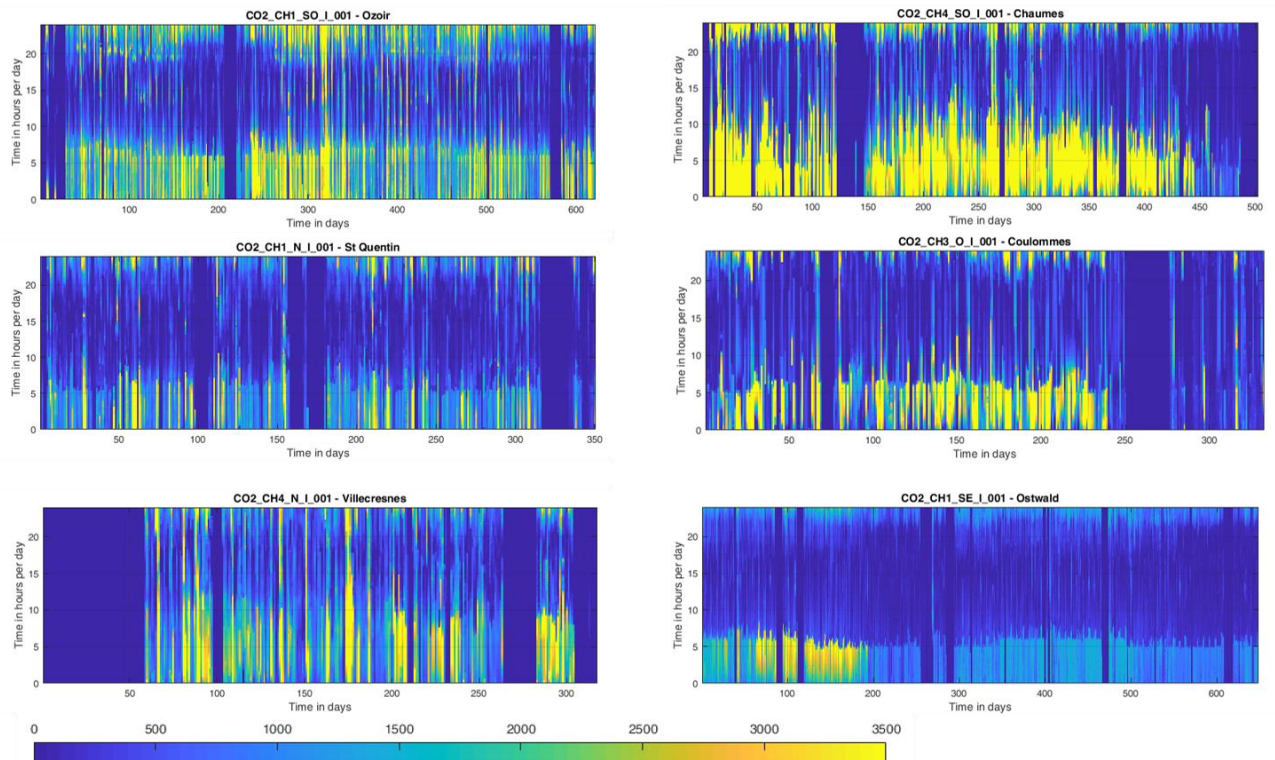 CO2_CH1_SO_I_001 - Ozoir
Time in hours per day
20
15
10
5
0
100 200 300 400 500 600
Time in days
CO2_CH4_SO_I_001 - Chaumes
Time in hours per day
20
15
10
5
0
50 100 150 200 250 300 350 400 450 500
Time in days
CO2_CH1_N_I_001 - St Quentin
Time in hours per day
20
15
10
5
0
50 100 150 200 250 300 350
Time in days
CO2_CH3_O_I_001 - Coulommes
Time in hours per day
20
15
10
5
0
50 100 150 200 250 300
Time in days
CO2_CH4_N_I_001 - Villecresnes
Time in hours per day
20
15
10
5
0
50 100 150 200 250 300
Time in days
CO2_CH1_SE_I_001 - Ostwald
Time in hours per day
20
15
10
5
0
100 200 300 400 500 600
Time in days
0 500 1000 1500 2000 2500 3000 3500